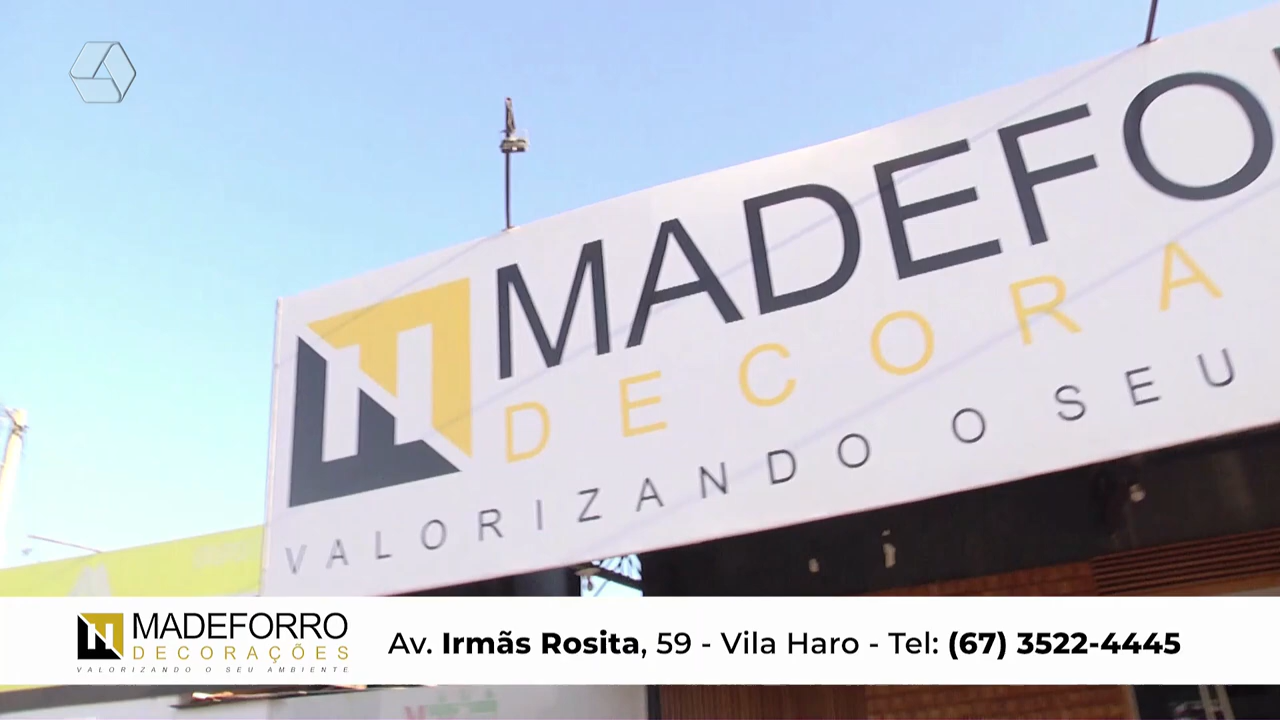 MADEFO
DECORA
VALORIZANDO O SEU
MADEFORRO
DECORAÇÕES
VALORIZANDO O SEU AMBIENTE
Av. Irmãs Rosita, 59 - Vila Haro - Tel: (67) 3522-4445